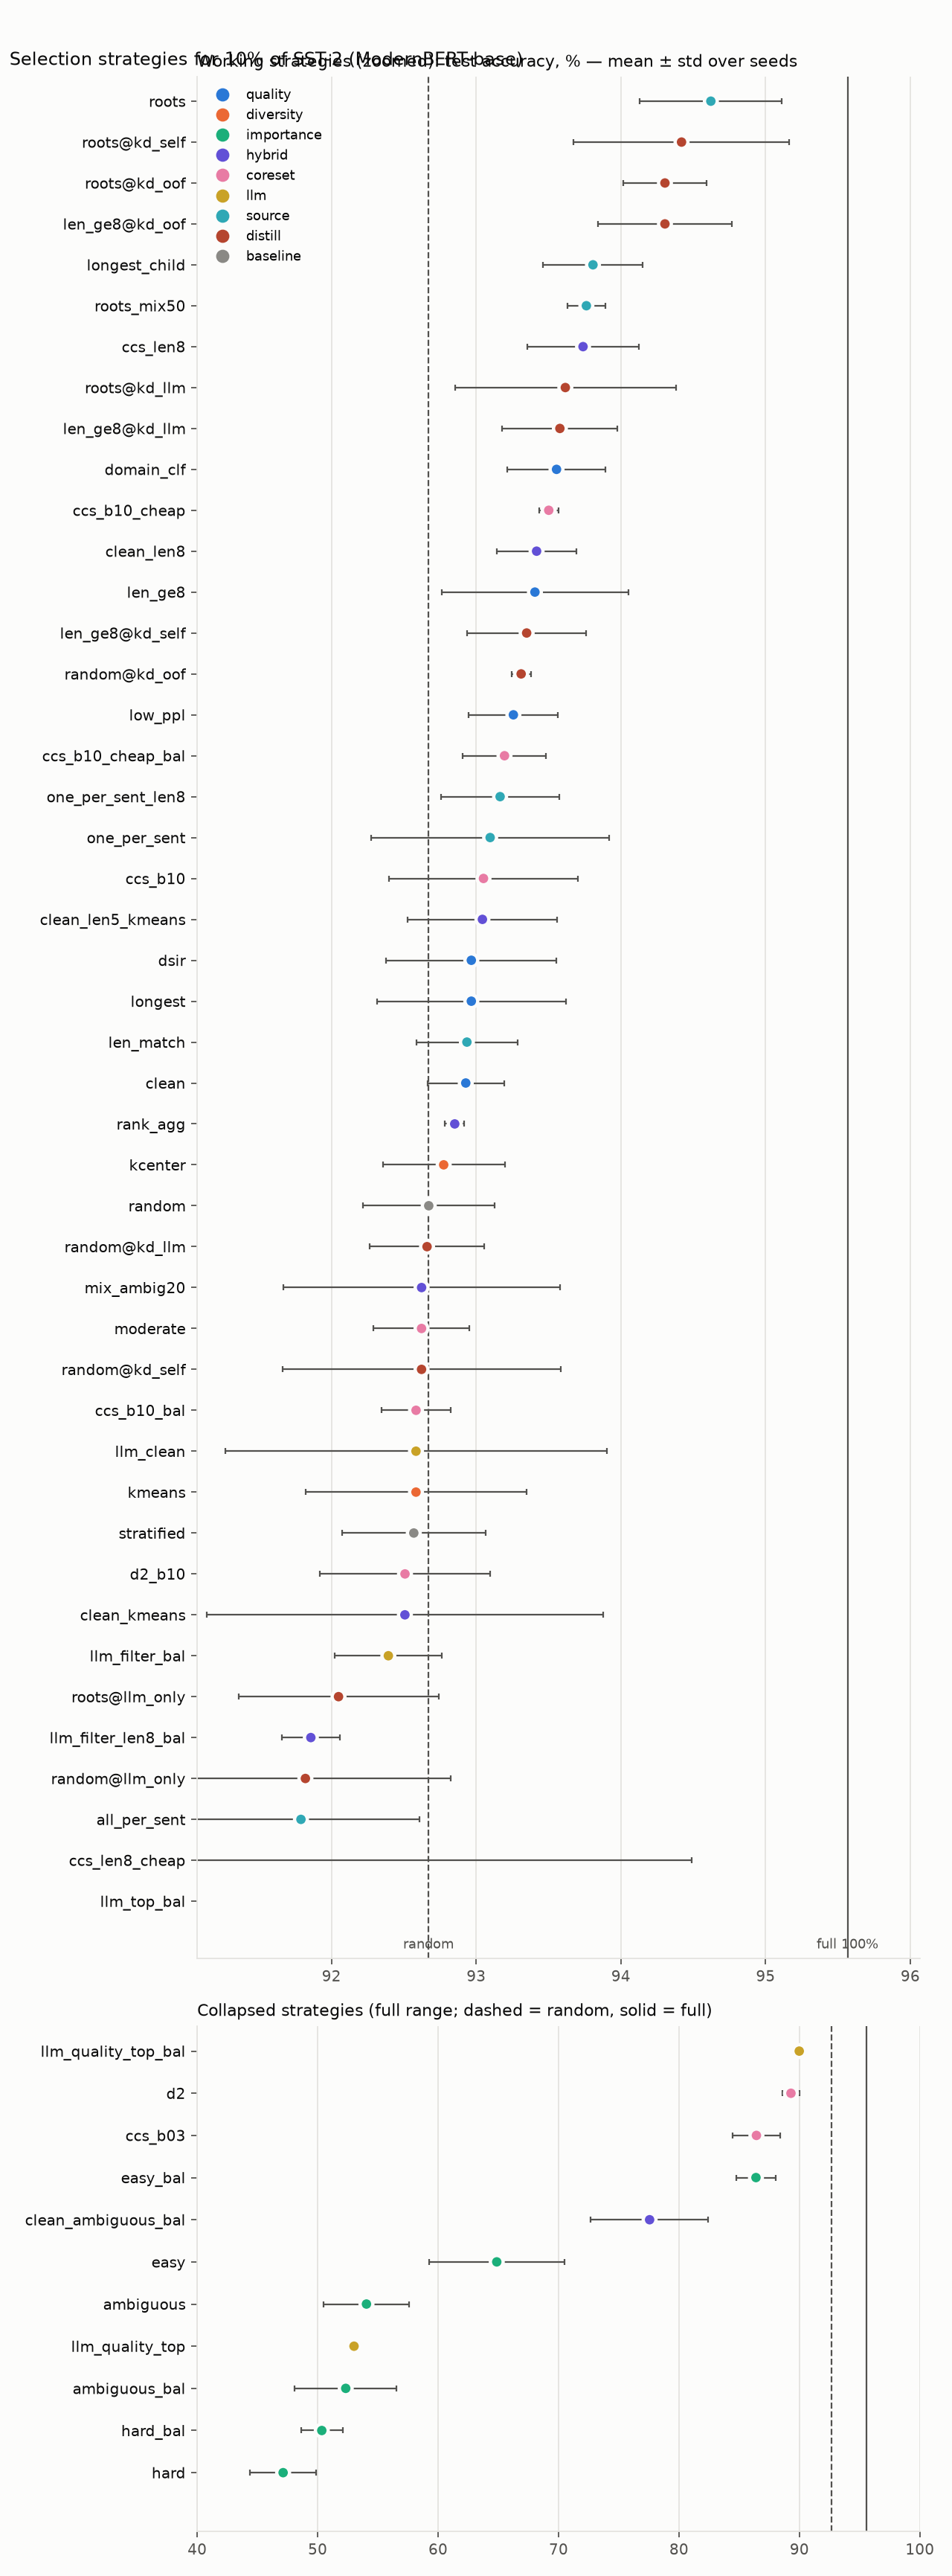 Selection strategies for 10% of SST-2 (ModernBERT-base)
Working strategies (zoomed): test accuracy, % — mean ± std over seeds
quality
diversity
importance
hybrid
coreset
llm
source
distill
baseline
roots
roots@kd_self
roots@kd_oof
len_ge8@kd_oof
longest_child
roots_mix50
ccs_len8
roots@kd_llm
len_ge8@kd_llm
domain_clf
ccs_b10_cheap
clean_len8
len_ge8
len_ge8@kd_self
random@kd_oof
low_ppl
ccs_b10_cheap_bal
one_per_sent_len8
one_per_sent
ccs_b10
clean_len5_kmeans
dsir
longest
len_match
clean
rank_agg
kcenter
random
random@kd_llm
mix_ambig20
moderate
random@kd_self
ccs_b10_bal
llm_clean
kmeans
stratified
d2_b10
clean_kmeans
llm_filter_bal
roots@llm_only
llm_filter_len8_bal
random@llm_only
all_per_sent
ccs_len8_cheap
llm_top_bal
random full 100%
92 93 94 95 96
Collapsed strategies (full range; dashed = random, solid = full)
llm_quality_top_bal
d2
ccs_b03
easy_bal
clean_ambiguous_bal
easy
ambiguous
llm_quality_top
ambiguous_bal
hard_bal
hard
40 50 60 70 80 90 100